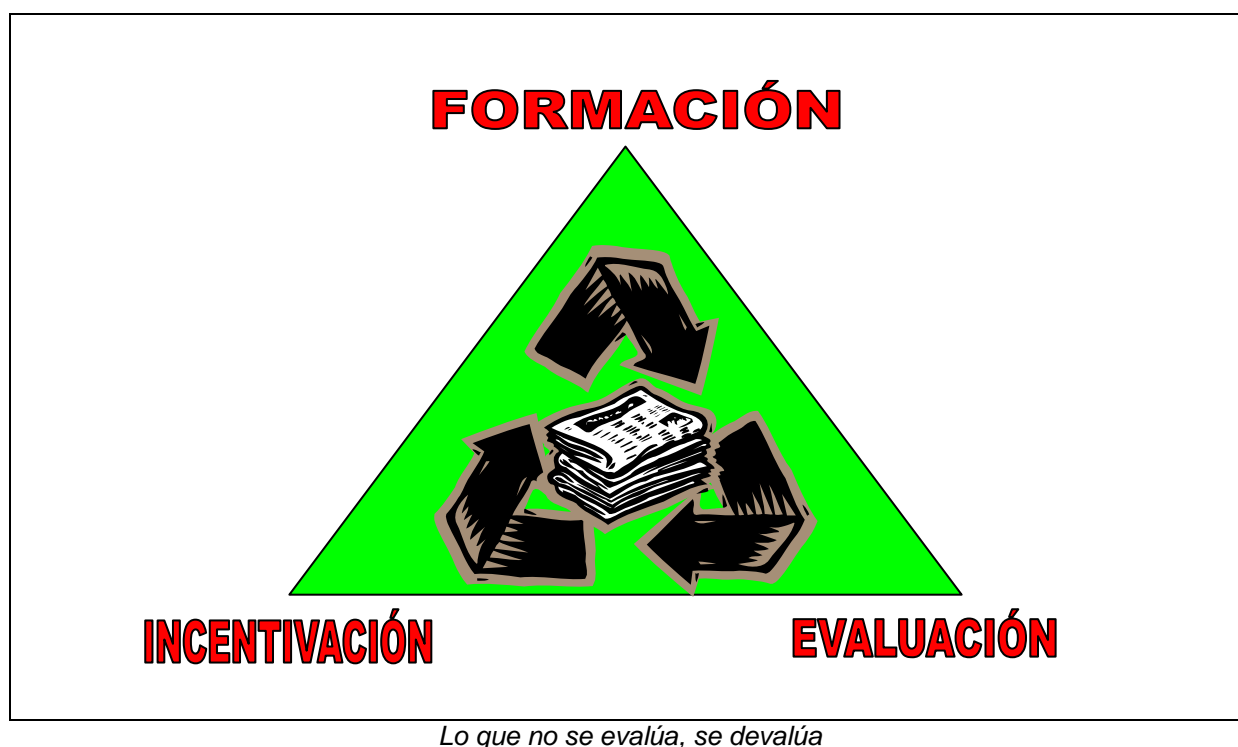 FORMACIÓN
INCENTIVACIÓN
EVALUACIÓN
Lo que no se evalúa, se devalúa